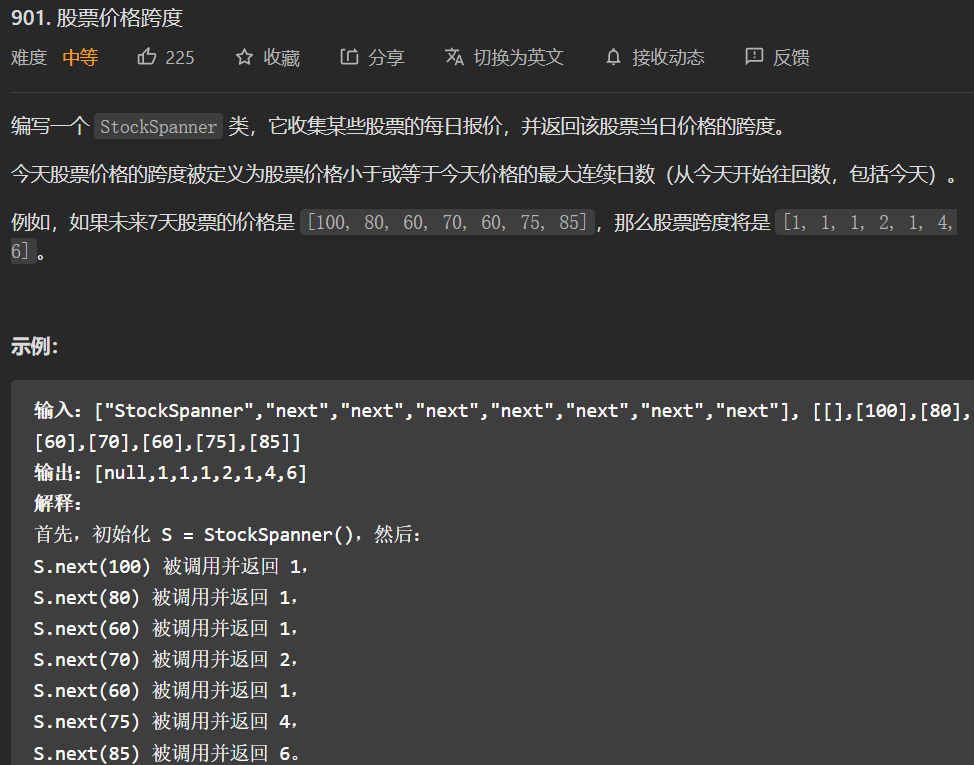 901. 股票价格跨度
难度 中等 225 收藏 分享 切换为英文 接收动态 反馈
编写一个 StockSpanner 类，它收集某些股票的每日报价，并返回该股票当日价格的跨度。
今天股票价格的跨度被定义为股票价格小于或等于今天价格的最大连续日数（从今天开始往回数，包括今天）。
例如，如果未来7天股票的价格是 [100, 80, 60, 70, 60, 75, 85]，那么股票跨度将是 [1, 1, 1, 2, 1, 4,
6]。
示例：
输入：["StockSpanner","next","next","next","next","next","next","next"], [[],[100],[80],
[60],[70],[60],[75],[85]]
输出：[null,1,1,1,2,1,4,6]
解释：
首先，初始化 S = StockSpanner()，然后：
S.next(100) 被调用并返回 1，
S.next(80) 被调用并返回 1，
S.next(60) 被调用并返回 1，
S.next(70) 被调用并返回 2，
S.next(60) 被调用并返回 1，
S.next(75) 被调用并返回 4，
S.next(85) 被调用并返回 6。